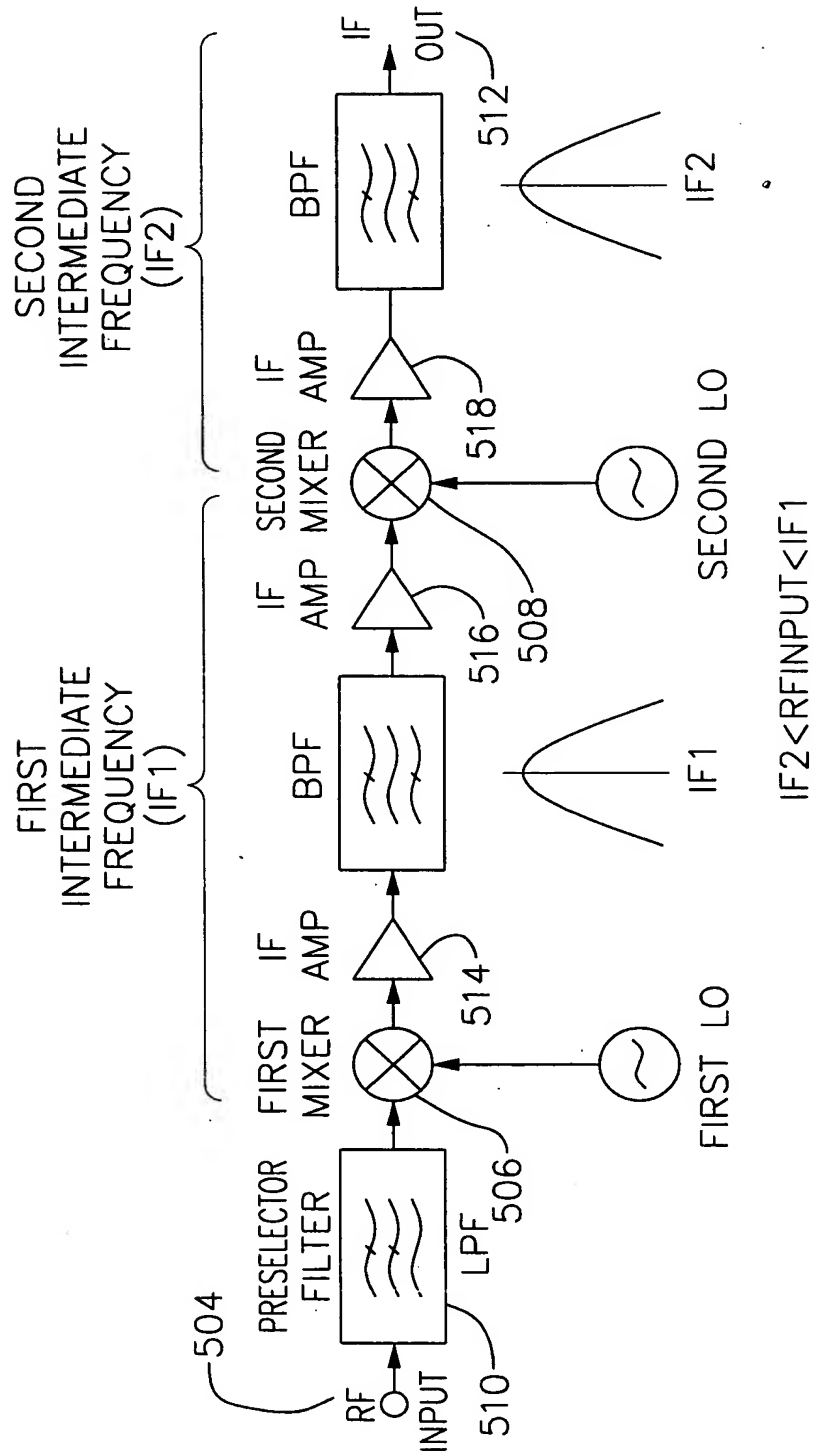 FIRST
INTERMEDIATE
FREQUENCY
(IF1)
SECOND
INTERMEDIATE
FREQUENCY
(IF2)
504
RF
INPUT
PRESELECTOR
FILTER
LPF
510
FIRST
MIXER
506
IF
AMP
514
BPF
IF
AMP
516
SECOND
MIXER
508
IF
AMP
518
BPF
IF
OUT
512
FIRST LO
IF1
SECOND LO
IF2
IF2<RFINPUT<IF1